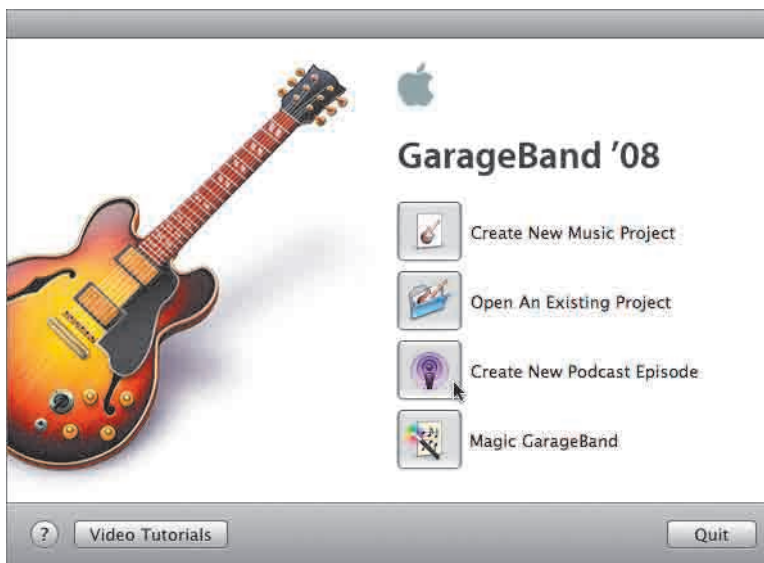 GarageBand ’08
Create New Music Project
Open An Existing Project
Create New Podcast Episode
Magic GarageBand
? Video Tutorials Quit